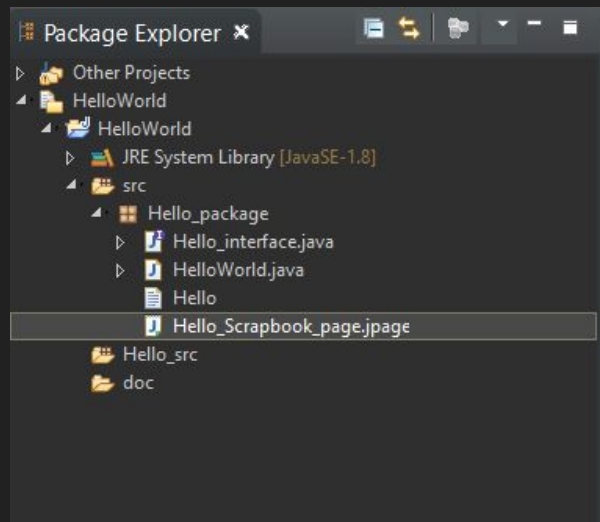 Package Explorer
Other Projects
HelloWorld
HelloWorld
JRE System Library [JavaSE-1.8]
src
Hello_package
Hello_interface.java
HelloWorld.java
Hello
Hello_Scrapbook_page.jpage
Hello_src
doc